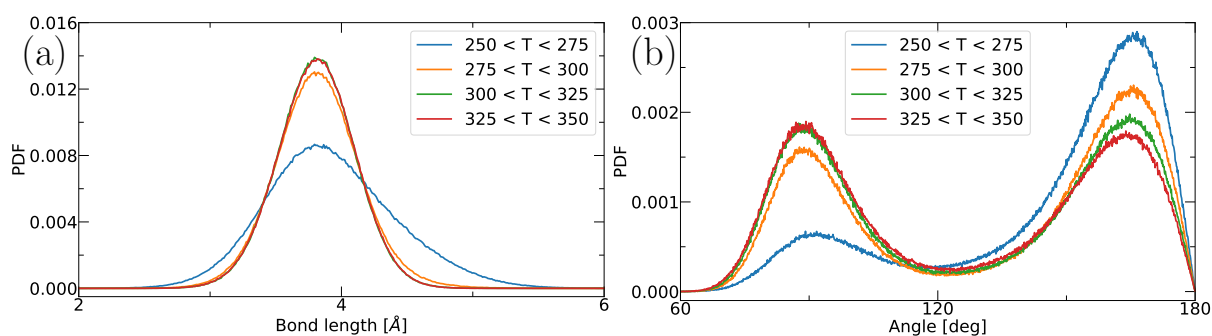 (a)
0.016
0.012
0.008
0.004
0.000
PDF
250 < T < 275
275 < T < 300
300 < T < 325
325 < T < 350
2
4
6
Bond length [Å]
(b)
0.003
0.002
0.001
0.000
PDF
250 < T < 275
275 < T < 300
300 < T < 325
325 < T < 350
60
120
180
Angle [deg]